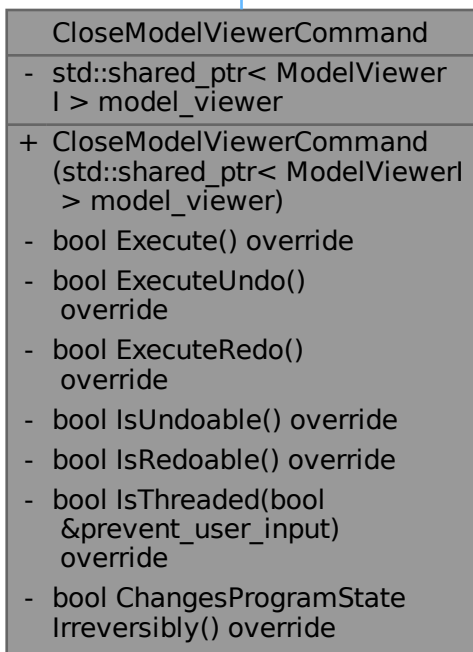 CloseModelViewerCommand
- std::shared_ptr< ModelViewer
I > model_viewer
+ CloseModelViewerCommand
(std::shared_ptr< ModelViewerI
> model_viewer)
- bool Execute() override
- bool ExecuteUndo()
override
- bool ExecuteRedo()
override
- bool IsUndoable() override
- bool IsRedoable() override
- bool IsThreaded(bool
&prevent_user_input)
override
- bool ChangesProgramState
Irreversibly() override